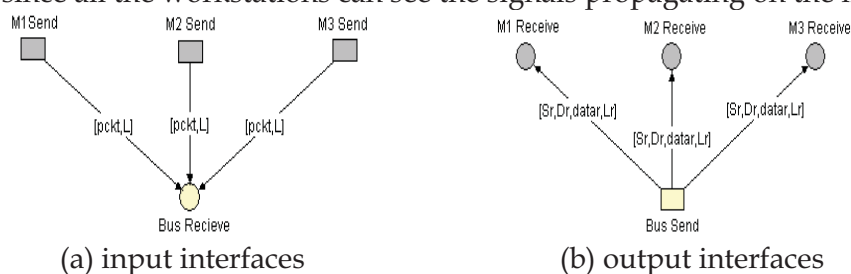 since all the workstations can see the signals propagating on the
M1Send M2 Send M3 Send
[pckt,L] [pckt,L] [pckt,L]
Bus Recieve
(a) input interfaces
M1 Receive M2 Receive M3 Receive
[Sr,Dr,datar,Lr] [Sr,Dr,datar,Lr] [Sr,Dr,datar,Lr]
Bus Send
(b) output interfaces